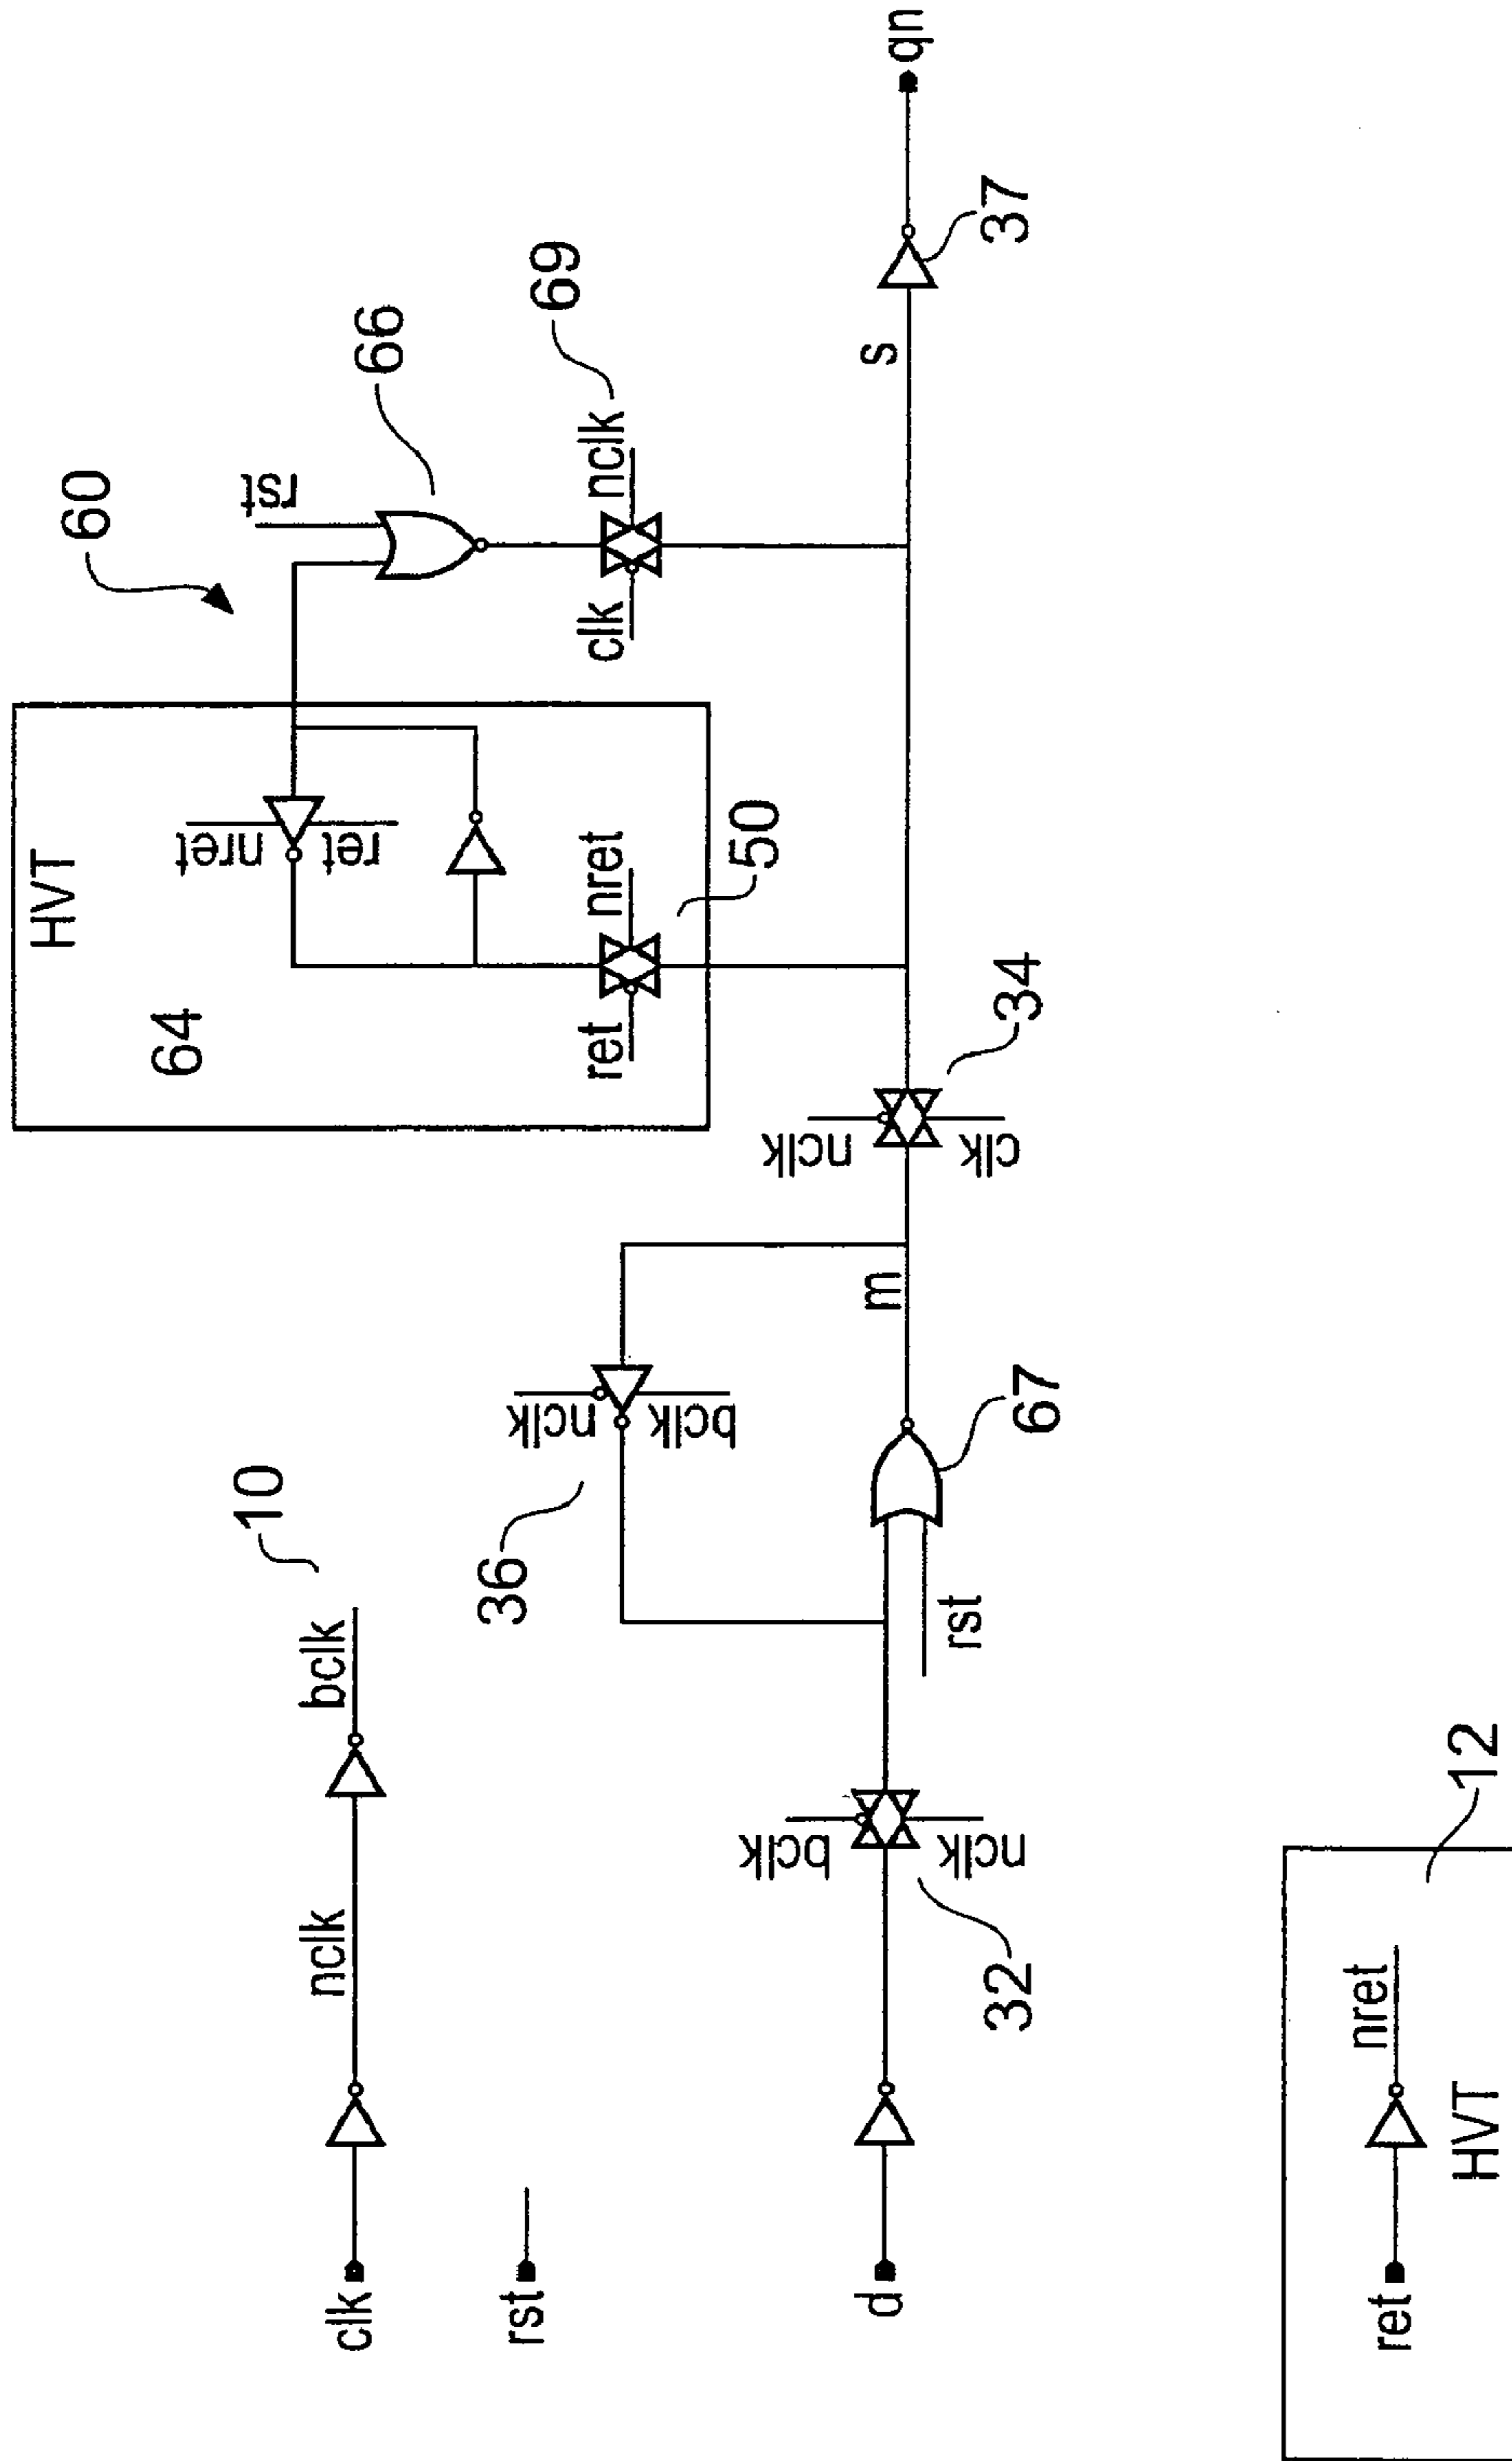 60
rst
HVT
nret
ret
64
66
ret
nret
50
clk
nclk
69
10
clk
nclk
bclk
rst
36
nclk
bclk
nclk
clk
34
s
qn
37
d
bclk
nclk
32
rst
67
m
ret
nret
HVT
12